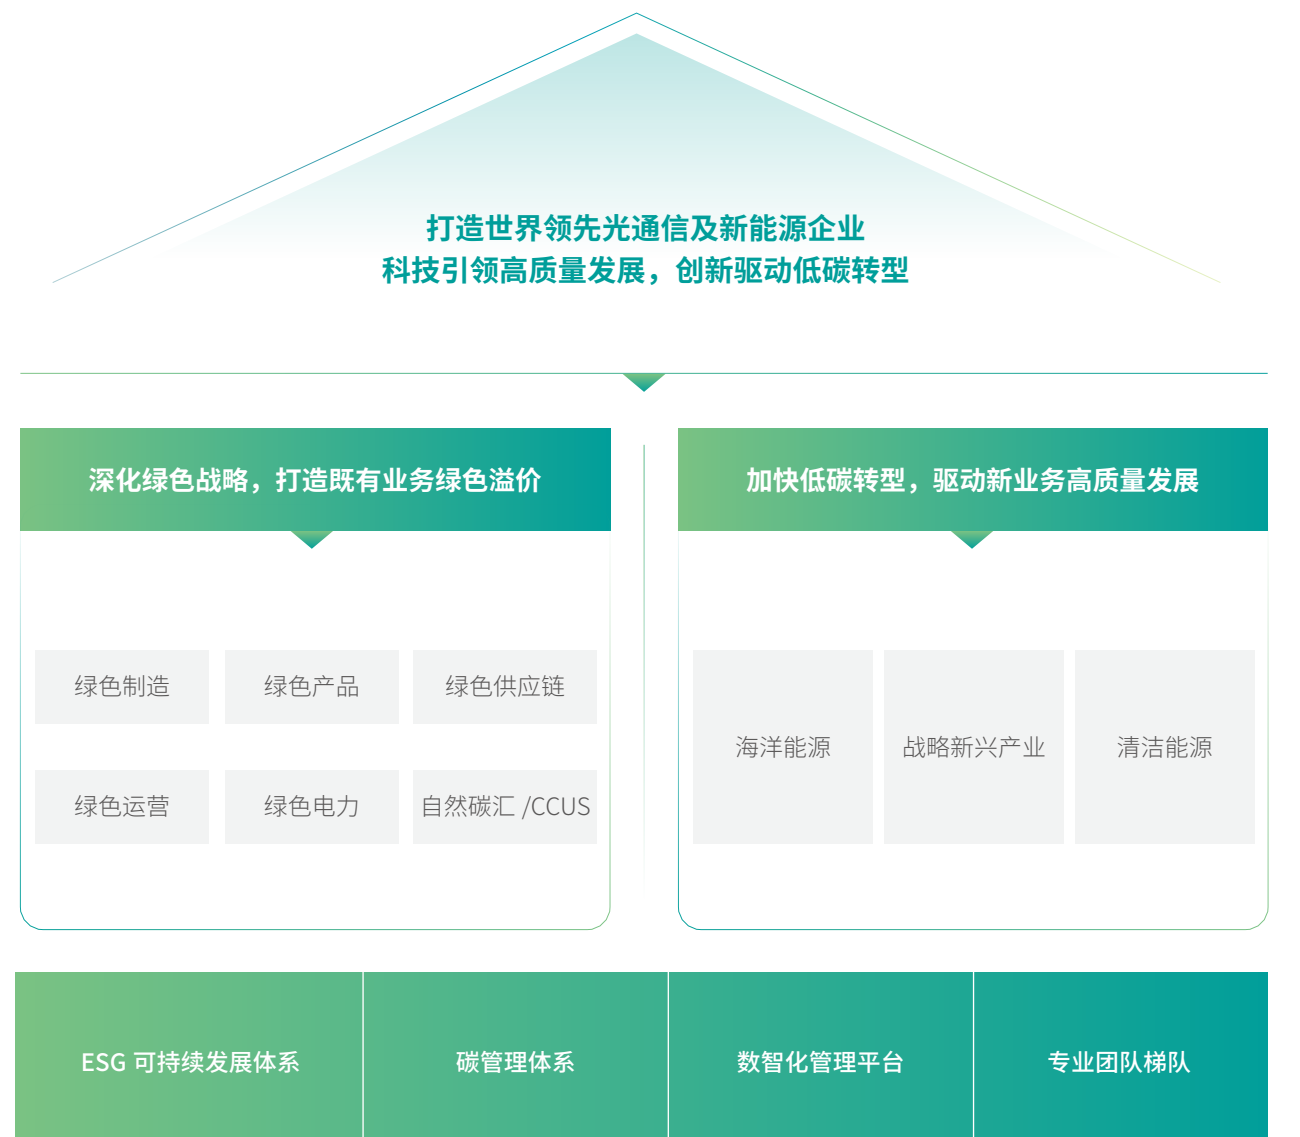 打造世界领先光通信及新能源企业
科技引领高质量发展，创新驱动低碳转型
深化绿色战略，打造既有业务绿色溢价
加快低碳转型，驱动新业务高质量发展
绿色制造
绿色产品
绿色供应链
绿色运营
绿色电力
自然碳汇 /CCUS
海洋能源
战略新兴产业
清洁能源
ESG 可持续发展体系
碳管理体系
数智化管理平台
专业团队梯队